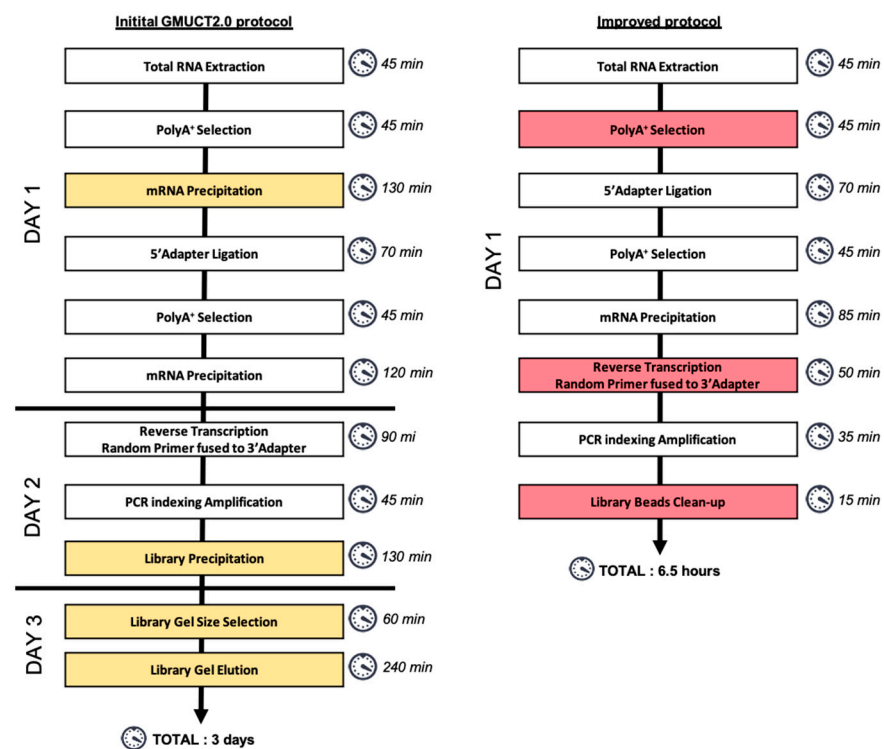 Initital GMUCT2.0 protocol
Total RNA Extraction
45 min
PolyA⁺ Selection
45 min
mRNA Precipitation
130 min
5'Adapter Ligation
70 min
PolyA⁺ Selection
45 min
mRNA Precipitation
120 min
DAY 1
Reverse Transcription
Random Primer fused to 3'Adapter
90 mi
PCR indexing Amplification
45 min
Library Precipitation
130 min
DAY 2
Library Gel Size Selection
60 min
Library Gel Elution
240 min
DAY 3
TOTAL : 3 days
Improved protocol
Total RNA Extraction
45 min
PolyA⁺ Selection
45 min
5'Adapter Ligation
70 min
PolyA⁺ Selection
45 min
mRNA Precipitation
85 min
Reverse Transcription
Random Primer fused to 3'Adapter
50 min
PCR indexing Amplification
35 min
Library Beads Clean-up
15 min
DAY 1
TOTAL : 6.5 hours